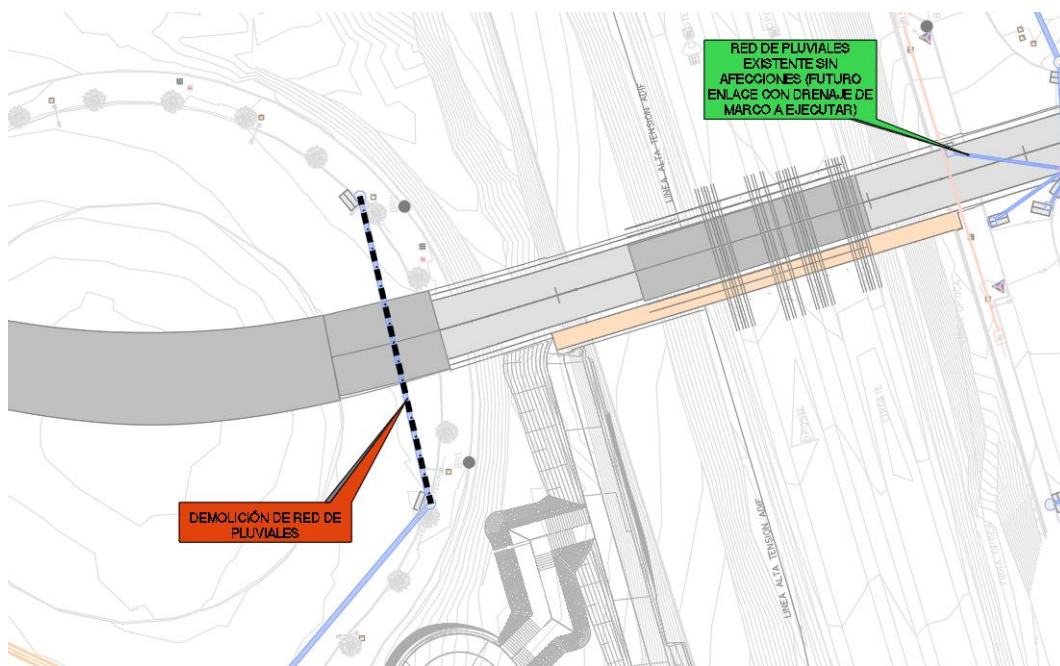 RED DE PLUVIALES
EXISTENTE SIN
AFECCIONES (FUTURO
ENLACE CON DRENAJE DE
MARCO A EJECUTAR)
LINEA ALTA TENSION ADIF
DEMOLICIÓN DE RED DE
PLUVIALES
BR1
LINEA ALTA TENSION ADIF